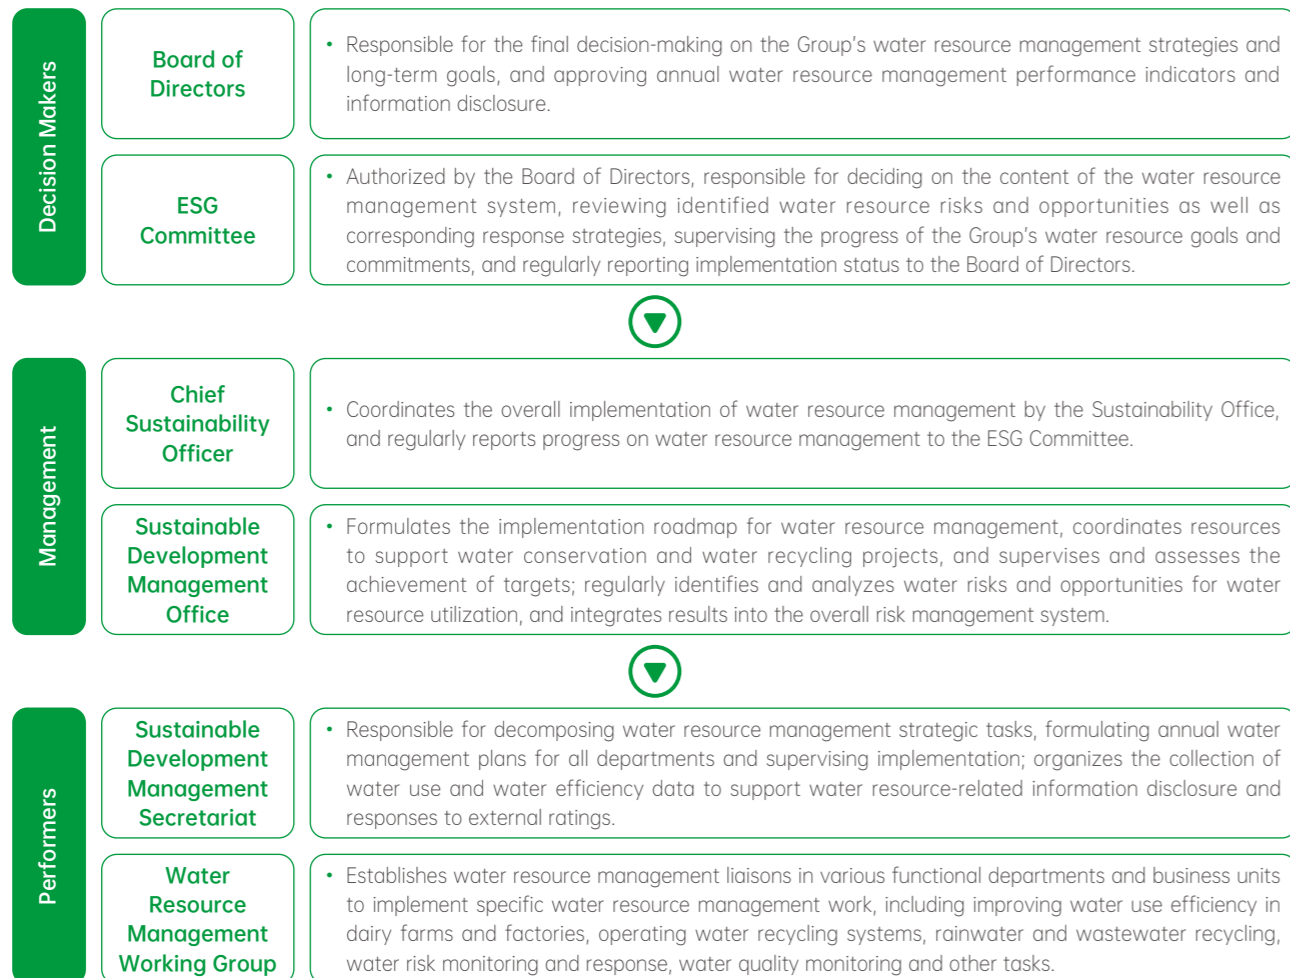 Decision Makers
Board of
Directors
• Responsible for the final decision-making on the Group's water resource management strategies and
long-term goals, and approving annual water resource management performance indicators and
information disclosure.
ESG
Committee
• Authorized by the Board of Directors, responsible for deciding on the content of the water resource
management system, reviewing identified water resource risks and opportunities as well as
corresponding response strategies, supervising the progress of the Group's water resource goals and
commitments, and regularly reporting implementation status to the Board of Directors.
Management
Chief
Sustainability
Officer
• Coordinates the overall implementation of water resource management by the Sustainability Office,
and regularly reports progress on water resource management to the ESG Committee.
Sustainable
Development
Management
Office
• Formulates the implementation roadmap for water resource management, coordinates resources
to support water conservation and water recycling projects, and supervises and assesses the
achievement of targets; regularly identifies and analyzes water risks and opportunities for water
resource utilization, and integrates results into the overall risk management system.
Performers
Sustainable
Development
Management
Secretariat
• Responsible for decomposing water resource management strategic tasks, formulating annual water
management plans for all departments and supervising implementation; organizes the collection of
water use and water efficiency data to support water resource-related information disclosure and
responses to external ratings.
Water
Resource
Management
Working Group
• Establishes water resource management liaisons in various functional departments and business units
to implement specific water resource management work, including improving water use efficiency in
dairy farms and factories, operating water recycling systems, rainwater and wastewater recycling,
water risk monitoring and response, water quality monitoring and other tasks.